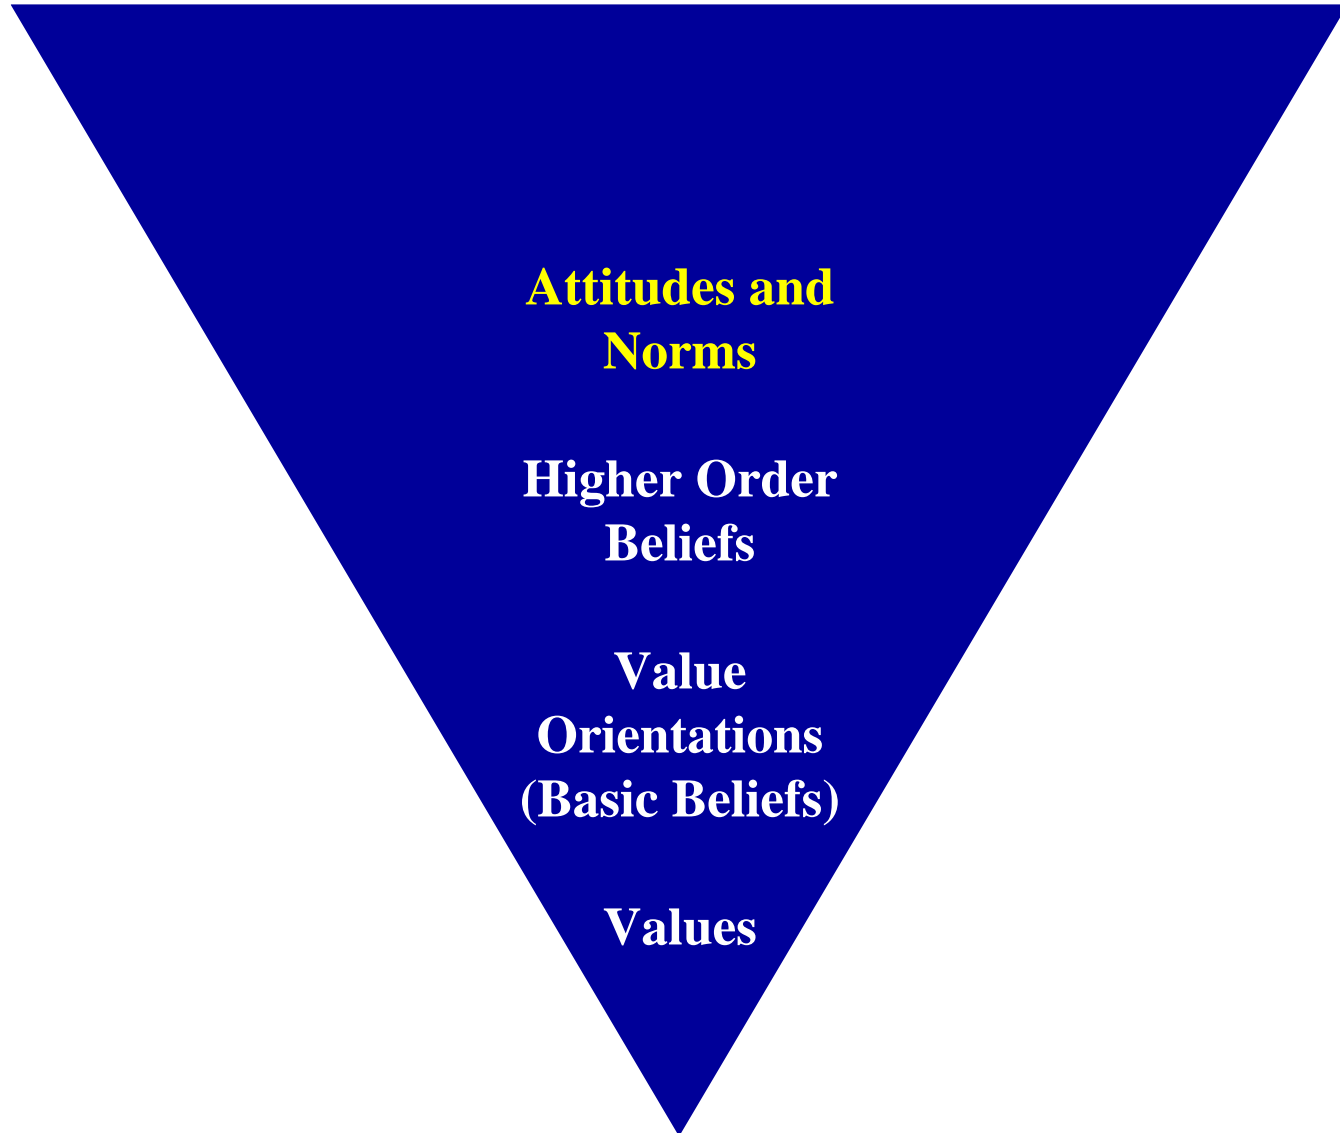 Attitudes and
Norms
Higher Order
Beliefs
Value
Orientations
(Basic Beliefs)
Values